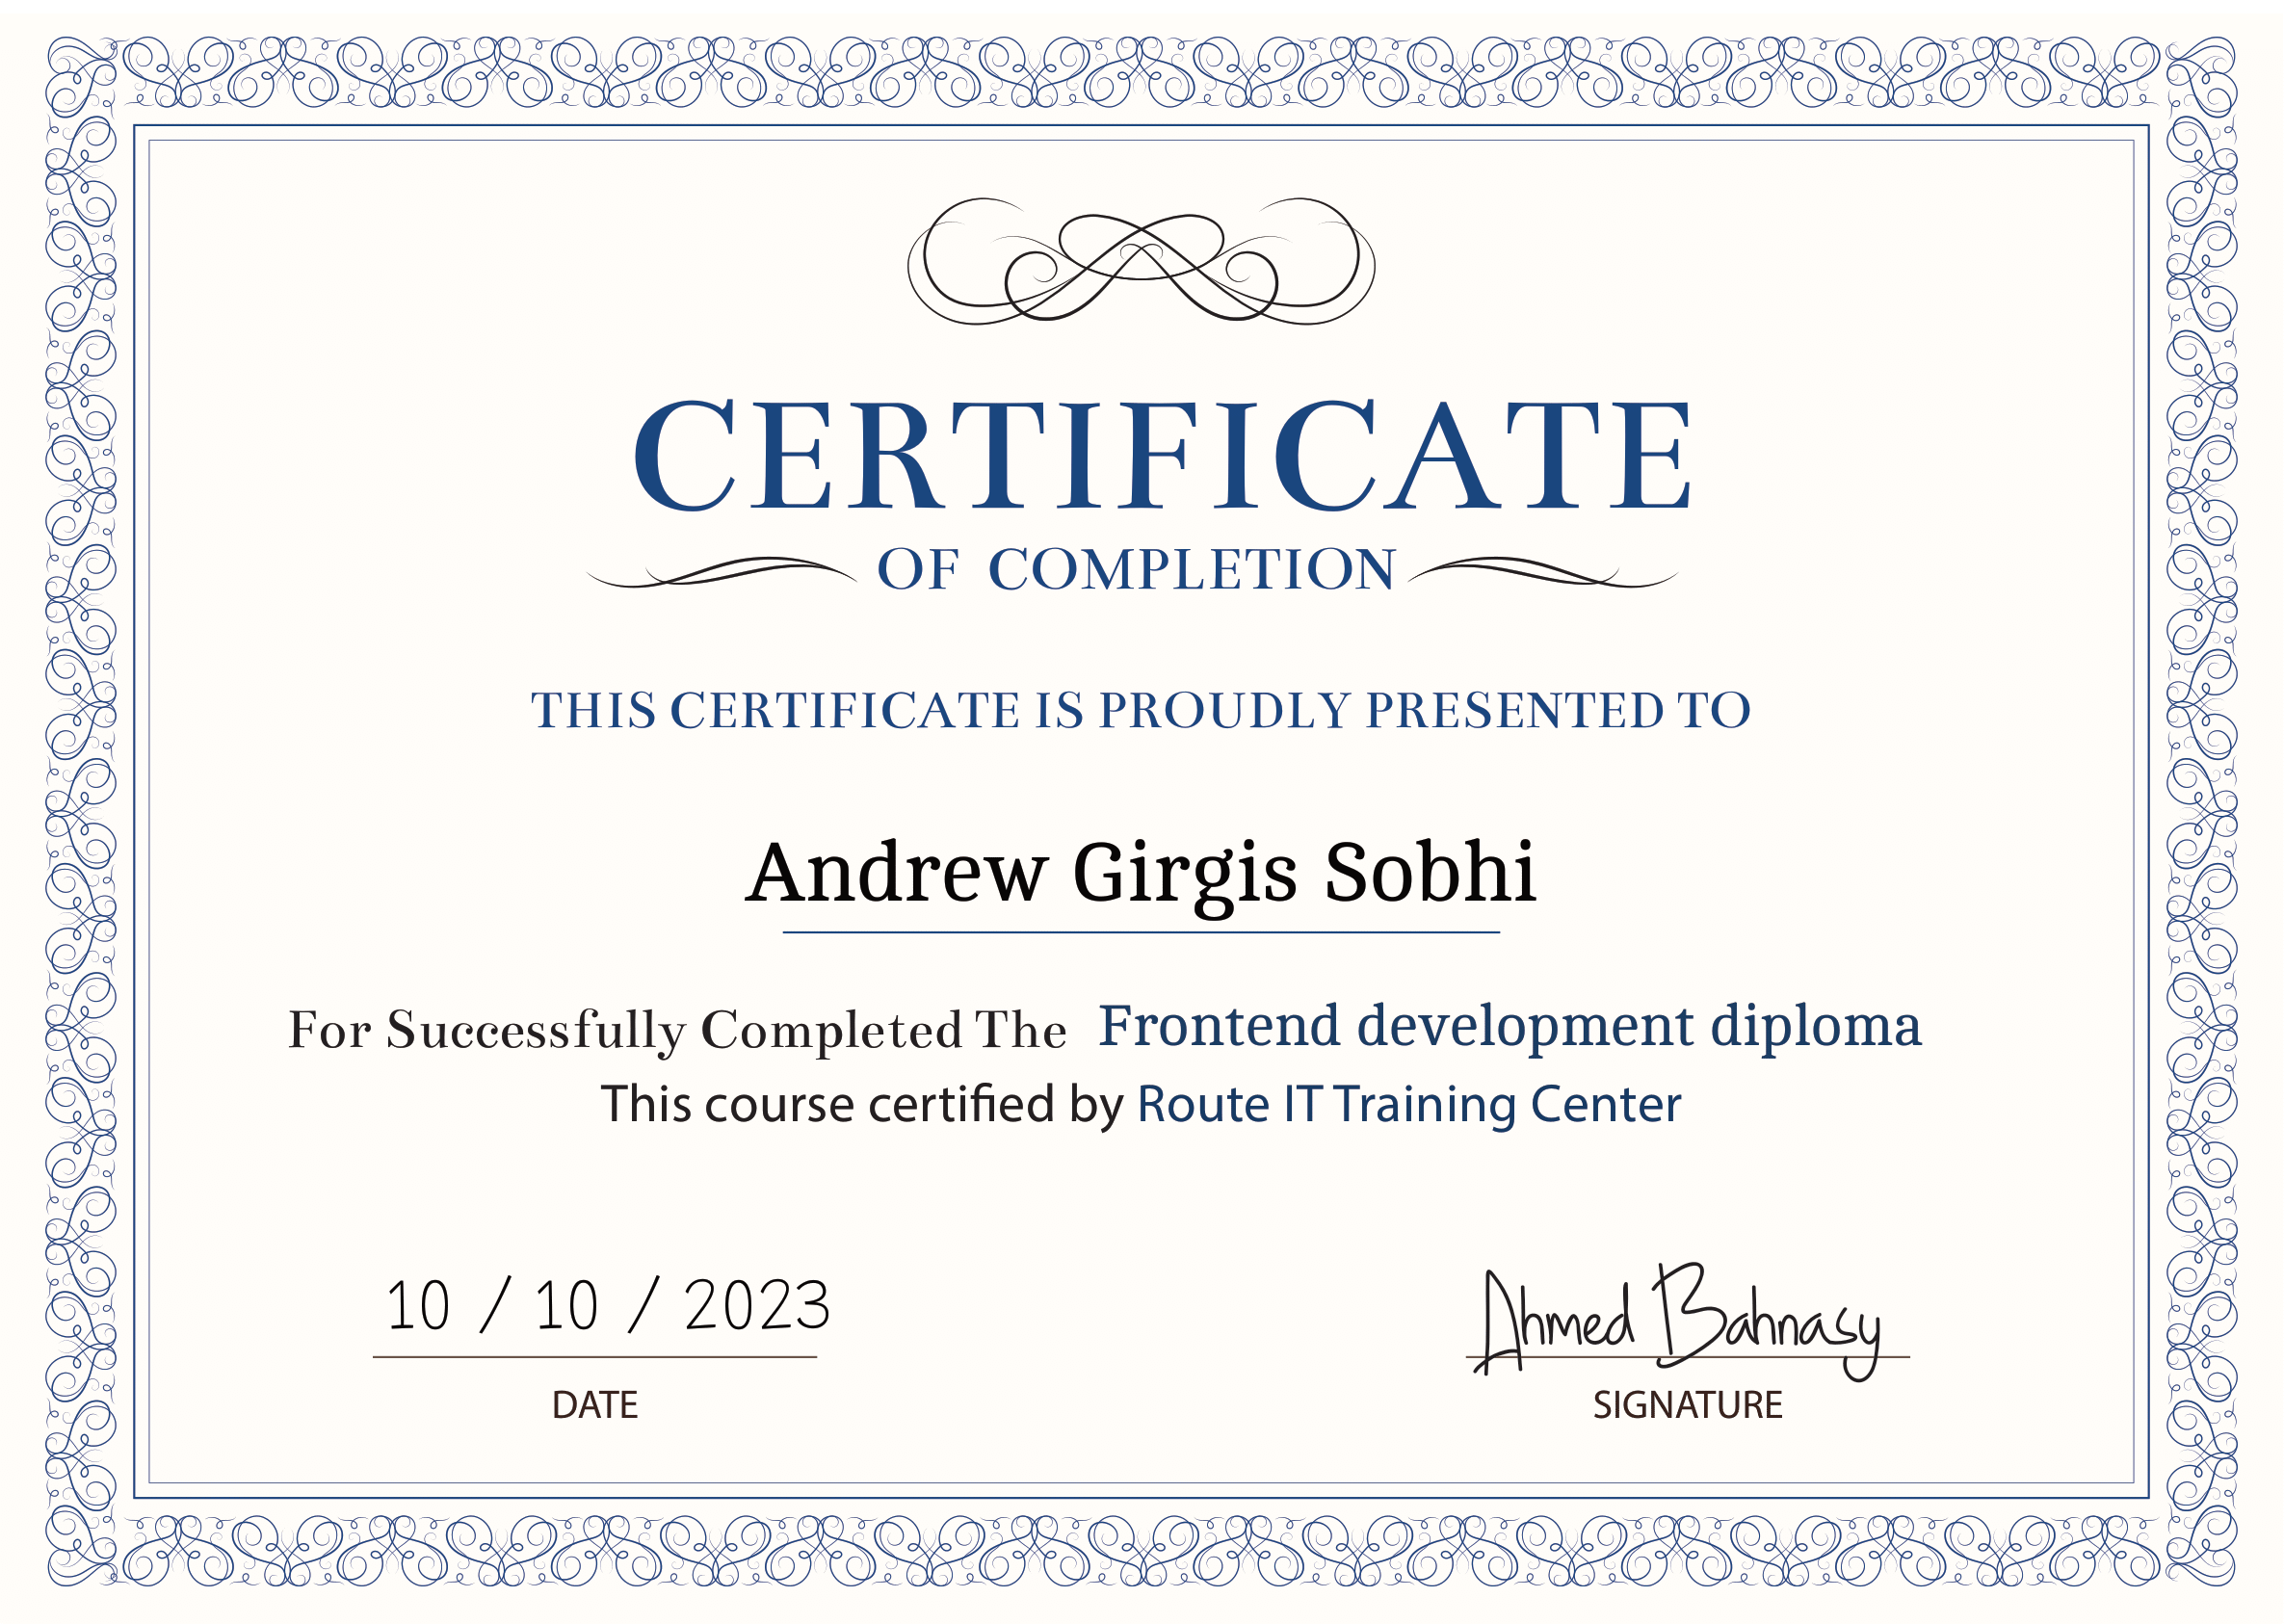 CERTIFICATE
OF COMPLETION
THIS CERTIFICATE IS PROUDLY PRESENTED TO
Andrew Girgis Sobhi
For Successfully Completed The Frontend development diploma
This course certified by Route IT Training Center
10 / 10 / 2023
Ahmed Bahnasy
DATE
SIGNATURE